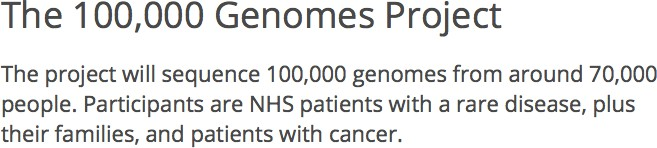 The 100,000 Genomes Project
The project will sequence 100,000 genomes from around 70,000
people. Participants are NHS patients with a rare disease, plus
their families, and patients with cancer.